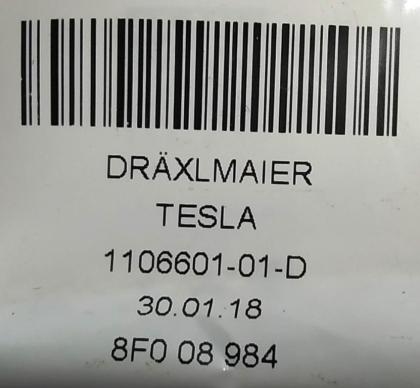 DRÄXLMAIER
TESLA
1106601-01-D
30.01.18
8F0 08 984